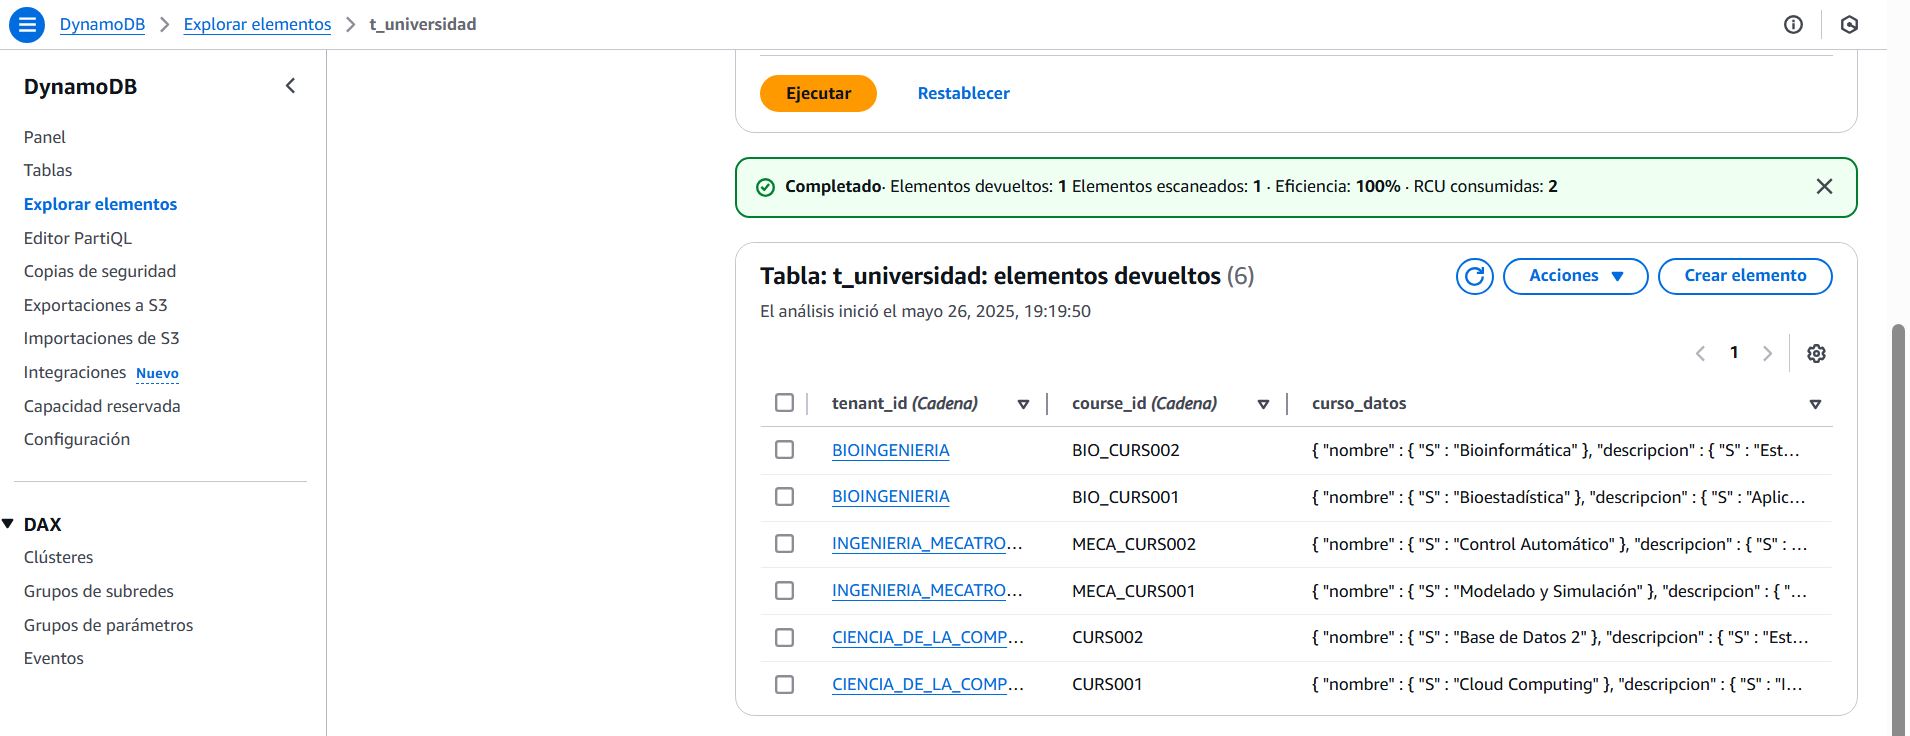 DynamoDB > Explorar elementos > t_universidad
DynamoDB
Panel
Tablas
Explorar elementos
Editor PartiQL
Copias de seguridad
Exportaciones a S3
Importaciones de S3
Integraciones Nuevo
Capacidad reservada
Configuración
DAX
Clústeres
Grupos de subredes
Grupos de parámetros
Eventos
Ejecutar Restablecer
Completado· Elementos devueltos: 1 Elementos escaneados: 1 · Eficiencia: 100% · RCU consumidas: 2
Tabla: t_universidad: elementos devueltos (6)
Acciones Crear elemento
El análisis inició el mayo 26, 2025, 19:19:50
1
tenant_id (Cadena) course_id (Cadena) curso_datos
BIOINGENIERIA BIO_CURS002 { "nombre" : { "S" : "Bioinformática" }, "descripcion" : { "S" : "Est...
BIOINGENIERIA BIO_CURS001 { "nombre" : { "S" : "Bioestadística" }, "descripcion" : { "S" : "Aplic...
INGENIERIA_MECATRO... MECA_CURS002 { "nombre" : { "S" : "Control Automático" }, "descripcion" : { "S" : ...
INGENIERIA_MECATRO... MECA_CURS001 { "nombre" : { "S" : "Modelado y Simulación" }, "descripcion" : { "...
CIENCIA_DE_LA_COMP... CURS002 { "nombre" : { "S" : "Base de Datos 2" }, "descripcion" : { "S" : "Est...
CIENCIA_DE_LA_COMP... CURS001 { "nombre" : { "S" : "Cloud Computing" }, "descripcion" : { "S" : "I...